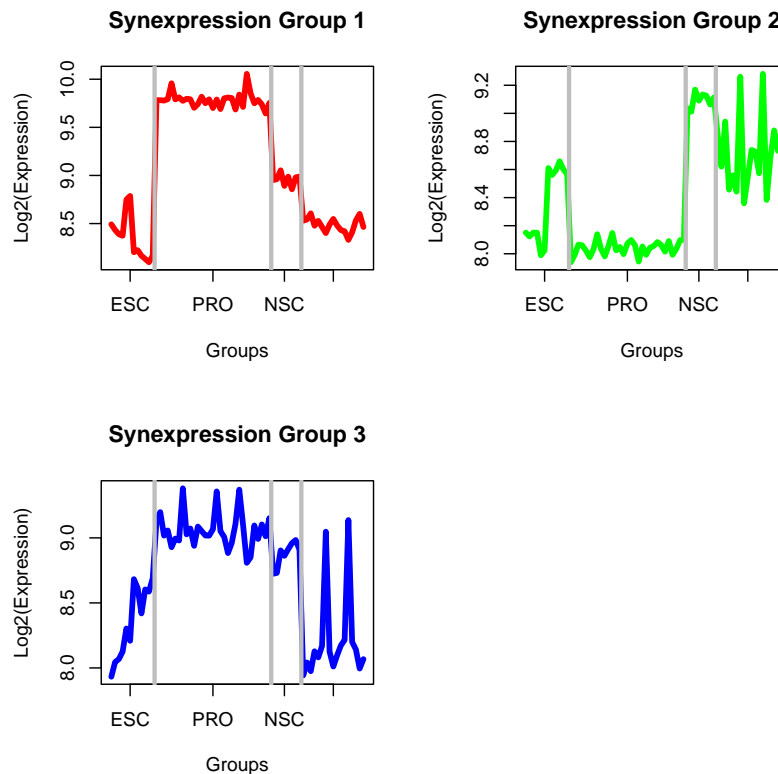 Synexpression Group 1
Log2(Expression)
10.0
9.5
9.0
8.5
ESC PRO NSC
Groups
Synexpression Group 2
Log2(Expression)
9.2
8.8
8.4
8.0
ESC PRO NSC
Groups
Synexpression Group 3
Log2(Expression)
9.0
8.5
8.0
ESC PRO NSC
Groups